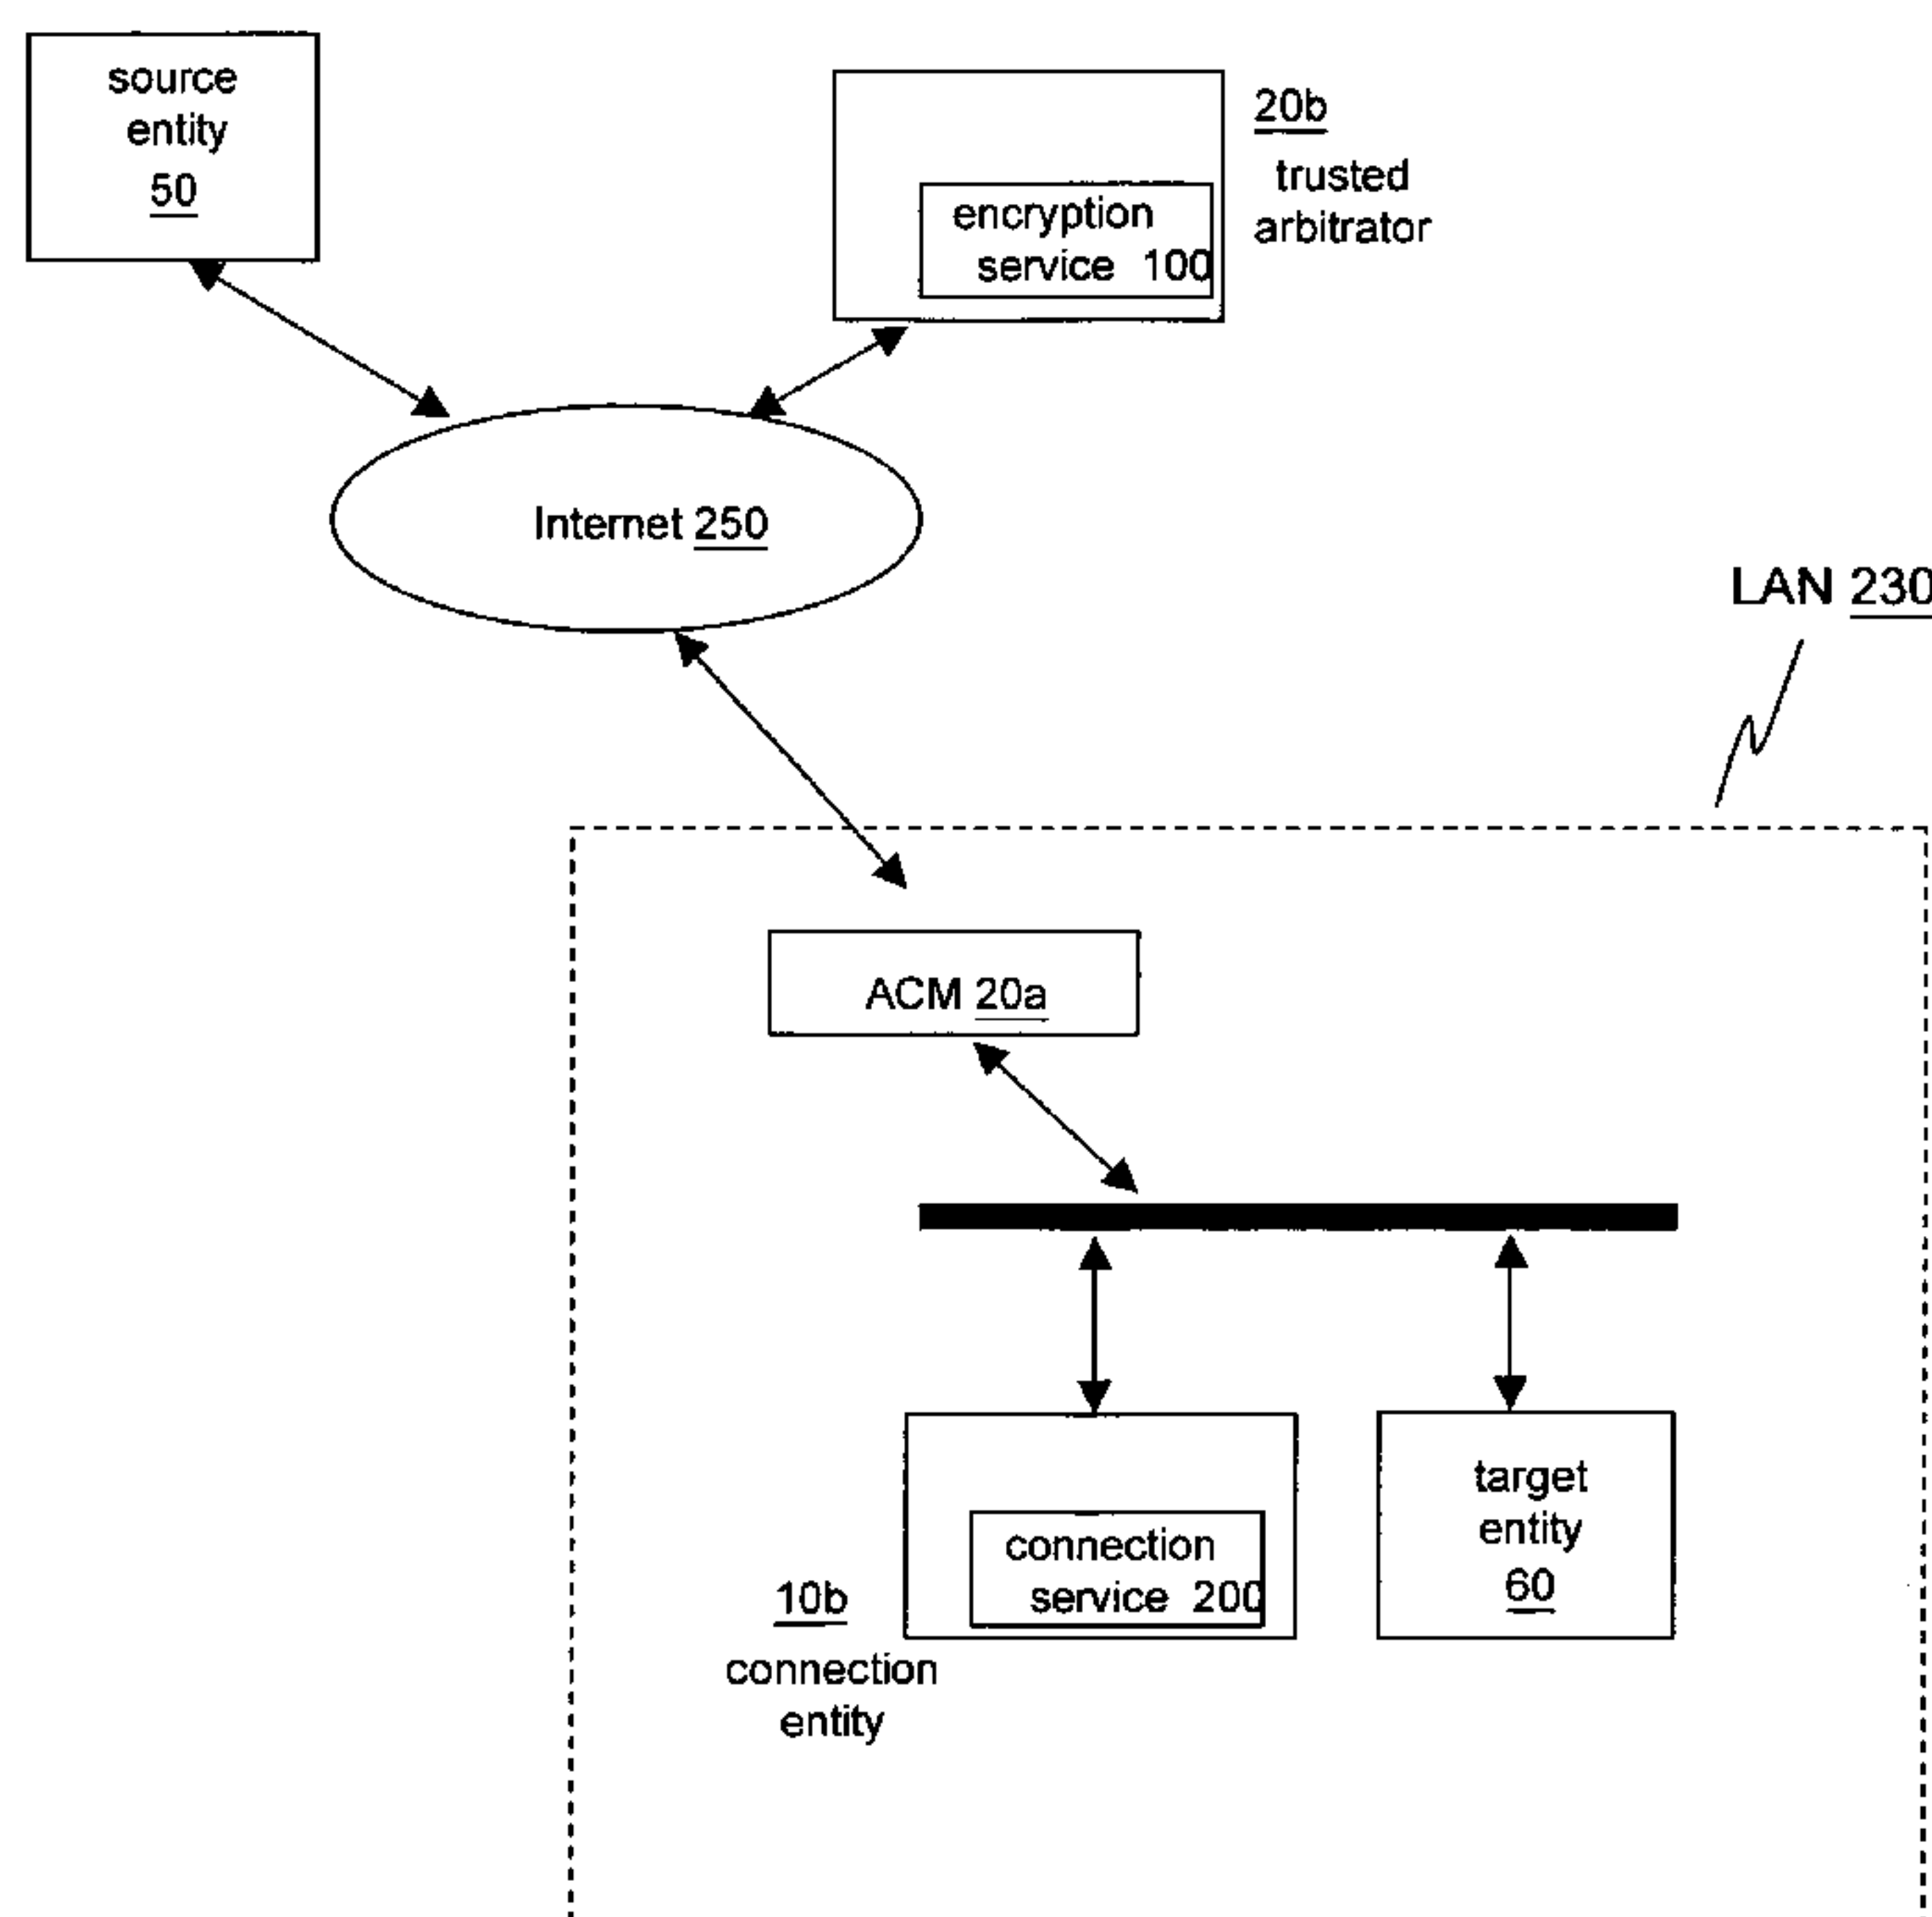 source
entity
50
20b
trusted
arbitrator
encryption
service 100
Internet 250
LAN 230
ACM 20a
connection
service 200
target
entity
60
10b
connection
entity